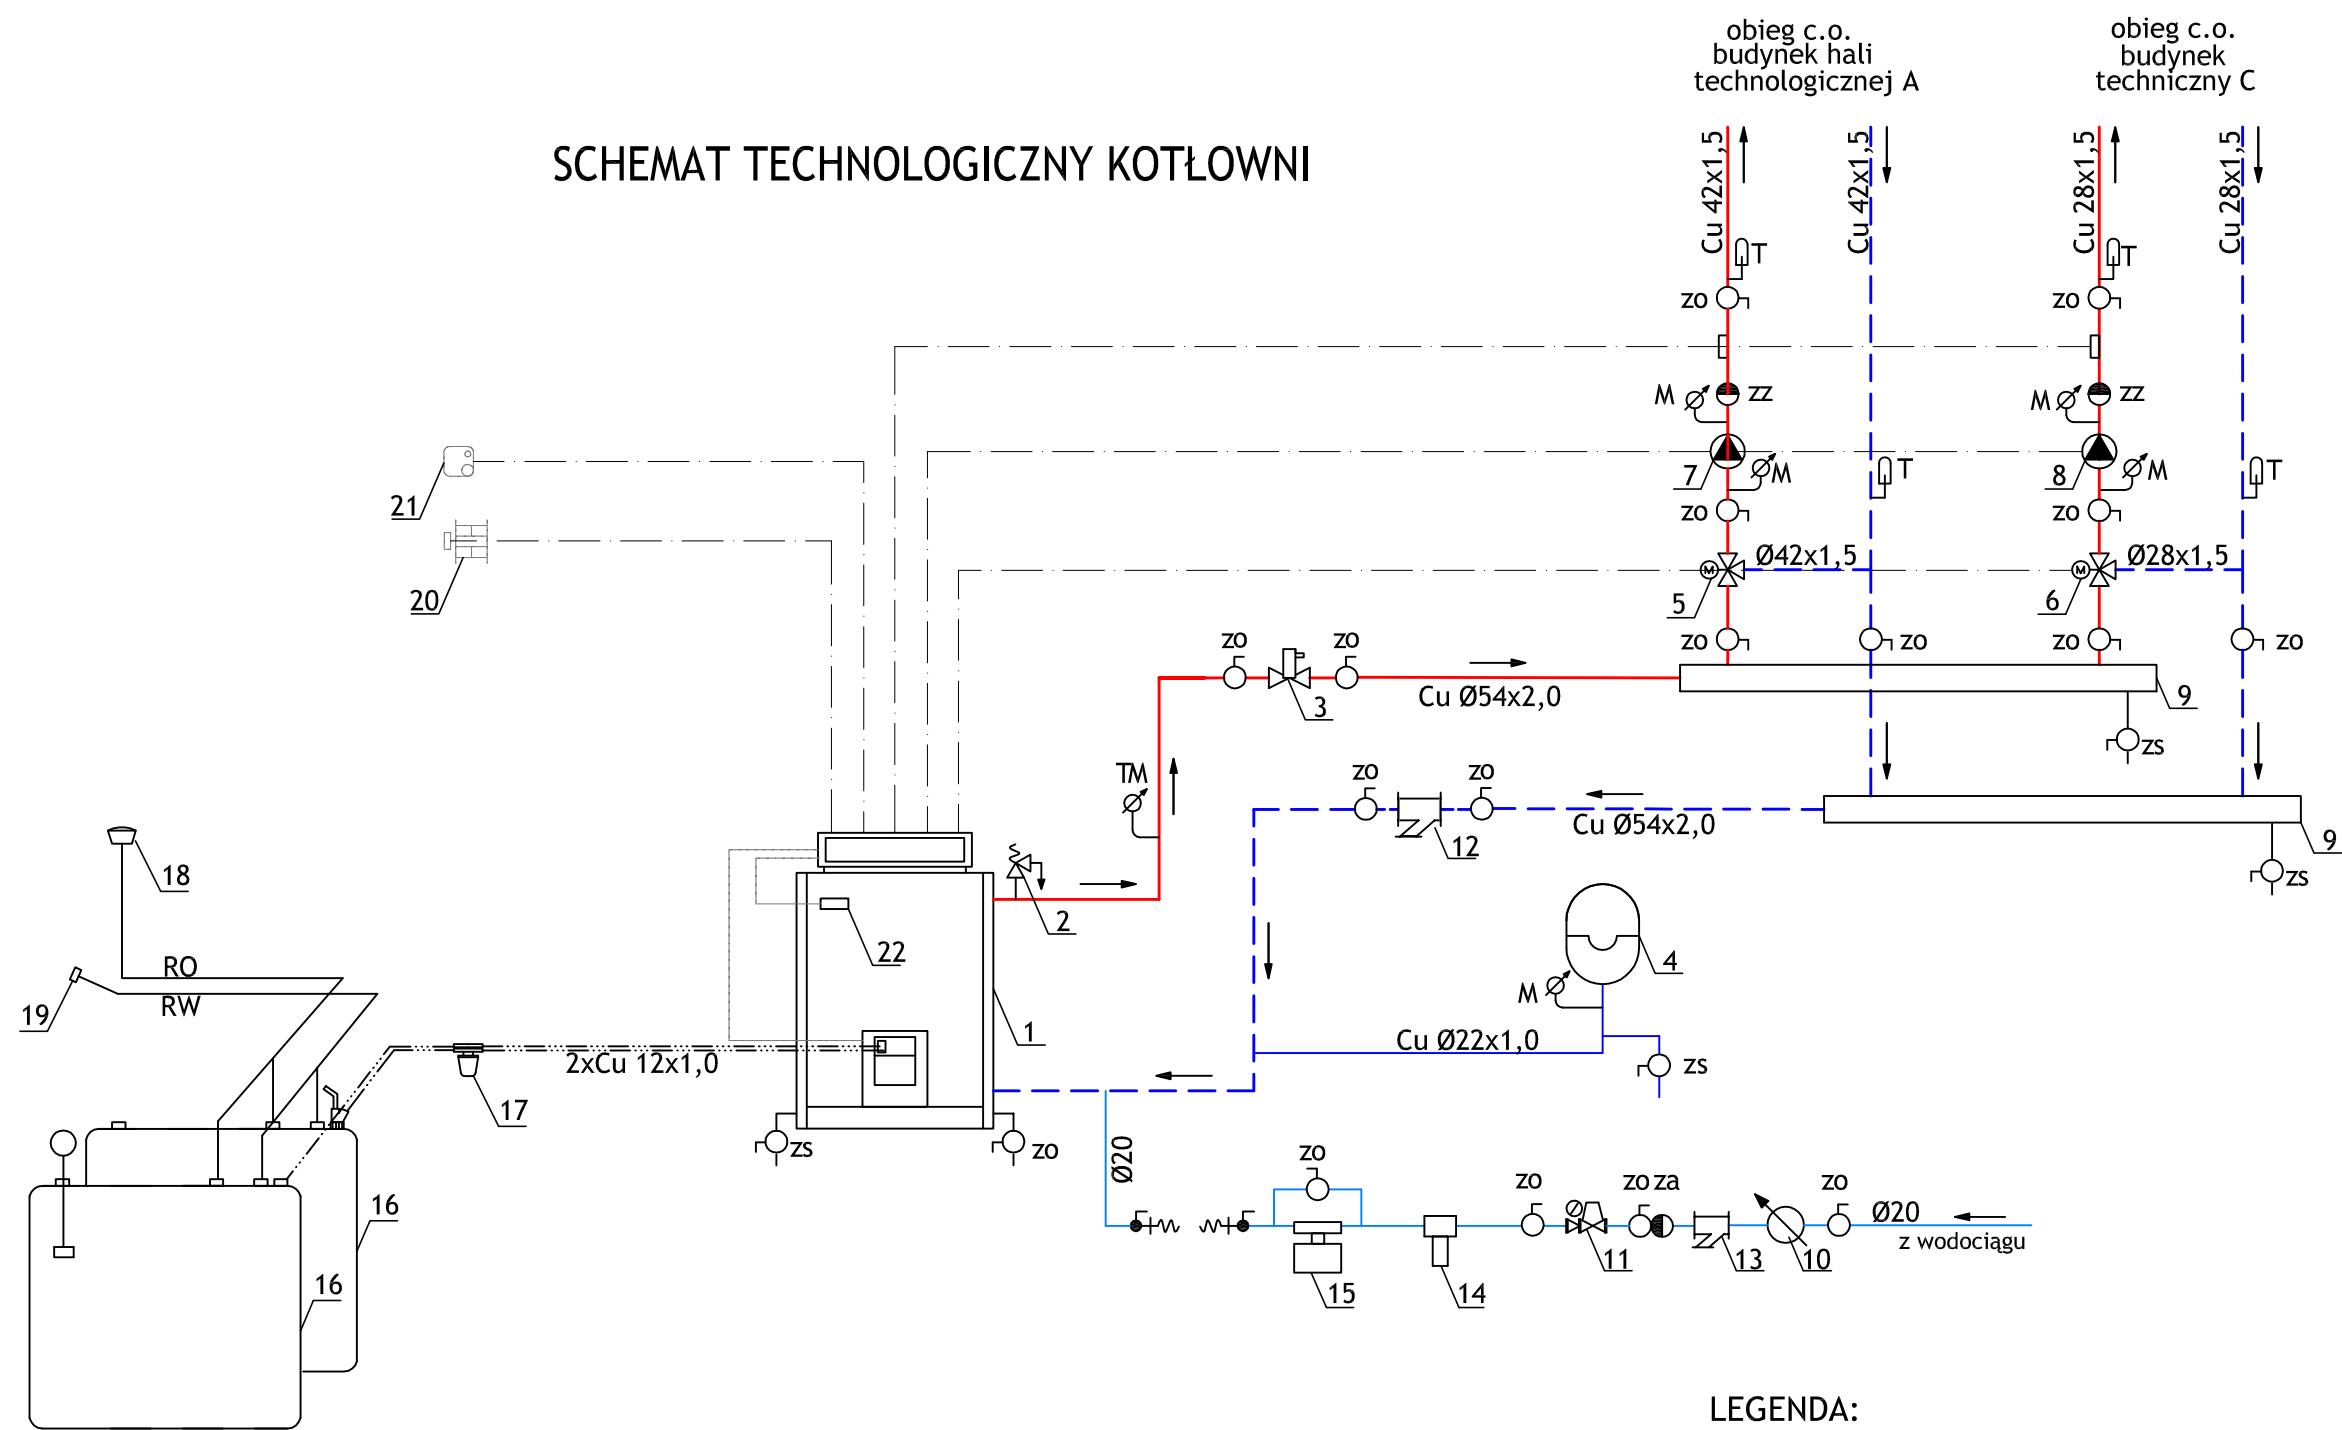 obieg c.o.
budynek hali
technologicznej A
obieg c.o.
budynek
techniczny C
SCHEMAT TECHNOLOGICZNY KOTŁOWNI
Cu 42x1,5
Cu 42x1,5
Cu 28x1,5
Cu 28x1,5
T
T
zo
zo
M
zz
M
zz
21
7
M
T
8
M
T
zo
zo
Ø42x1,5
Ø28x1,5
20
5
6
zo
zo
zo
zo
zo
zo
3
Cu Ø54x2,0
9
zs
TM
zo
zo
12
Cu Ø54x2,0
9
zs
18
2
22
4
RO
RW
M
19
1
Cu Ø22x1,0
zs
2xCu 12x1,0
17
zs
zo
Ø20
zo
zo
zo za
zo
16
Ø20
z wodociągu
16
15
14
11
13
10
LEGENDA: